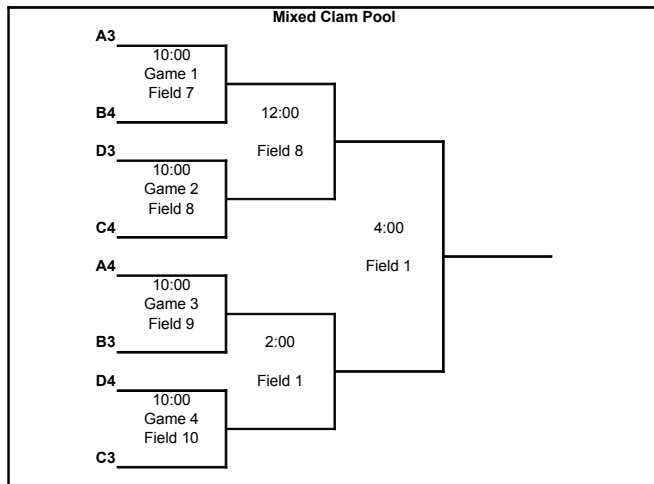 Mixed Clam Pool
A3
10:00
Game 1
Field 7
B4
12:00
Field 8
D3
10:00
Game 2
Field 8
C4
4:00
Field 1
A4
10:00
Game 3
Field 9
B3
2:00
Field 1
D4
10:00
Game 4
Field 10
C3